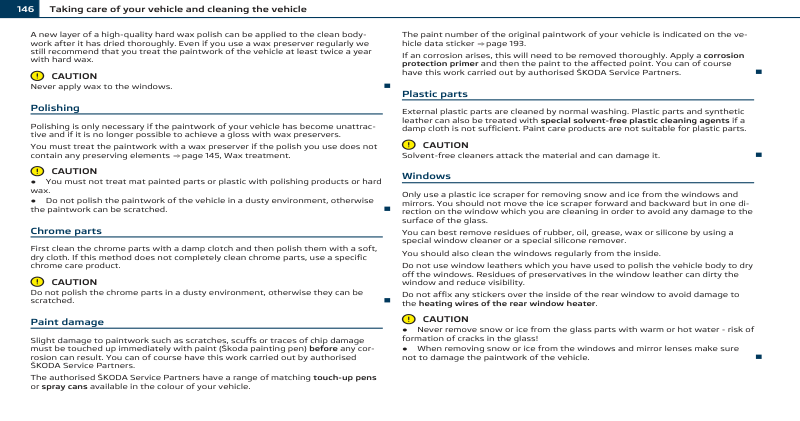 146 Taking care of your vehicle and cleaning the vehicle
A new layer of a high-quality hard wax polish can be applied to the clean body-
work after it has dried thoroughly. Even if you use a wax preserver regularly we
still recommend that you treat the paintwork of the vehicle at least twice a year
with hard wax.
! CAUTION
Never apply wax to the windows.
Polishing
Polishing is only necessary if the paintwork of your vehicle has become unattrac-
tive and if it is no longer possible to achieve a gloss with wax preservers.
You must treat the paintwork with a wax preserver if the polish you use does not
contain any preserving elements ⇒ page 145, Wax treatment.
! CAUTION
● You must not treat mat painted parts or plastic with polishing products or hard
wax.
● Do not polish the paintwork of the vehicle in a dusty environment, otherwise
the paintwork can be scratched.
Chrome parts
First clean the chrome parts with a damp clotch and then polish them with a soft,
dry cloth. If this method does not completely clean chrome parts, use a specific
chrome care product.
! CAUTION
Do not polish the chrome parts in a dusty environment, otherwise they can be
scratched.
Paint damage
Slight damage to paintwork such as scratches, scuffs or traces of chip damage
must be touched up immediately with paint (Škoda painting pen) before any cor-
rosion can result. You can of course have this work carried out by authorised
ŠKODA Service Partners.
The authorised ŠKODA Service Partners have a range of matching touch-up pens
or spray cans available in the colour of your vehicle.
The paint number of the original paintwork of your vehicle is indicated on the ve-
hicle data sticker ⇒ page 193.
If an corrosion arises, this will need to be removed thoroughly. Apply a corrosion
protection primer and then the paint to the affected point. You can of course
have this work carried out by authorised ŠKODA Service Partners.
Plastic parts
External plastic parts are cleaned by normal washing. Plastic parts and synthetic
leather can also be treated with special solvent-free plastic cleaning agents if a
damp cloth is not sufficient. Paint care products are not suitable for plastic parts.
! CAUTION
Solvent-free cleaners attack the material and can damage it.
Windows
Only use a plastic ice scraper for removing snow and ice from the windows and
mirrors. You should not move the ice scraper forward and backward but in one di-
rection on the window which you are cleaning in order to avoid any damage to the
surface of the glass.
You can best remove residues of rubber, oil, grease, wax or silicone by using a
special window cleaner or a special silicone remover.
You should also clean the windows regularly from the inside.
Do not use window leathers which you have used to polish the vehicle body to dry
off the windows. Residues of preservatives in the window leather can dirty the
window and reduce visibility.
Do not affix any stickers over the inside of the rear window to avoid damage to
the heating wires of the rear window heater.
! CAUTION
● Never remove snow or ice from the glass parts with warm or hot water - risk of
formation of cracks in the glass!
● When removing snow or ice from the windows and mirror lenses make sure
not to damage the paintwork of the vehicle.